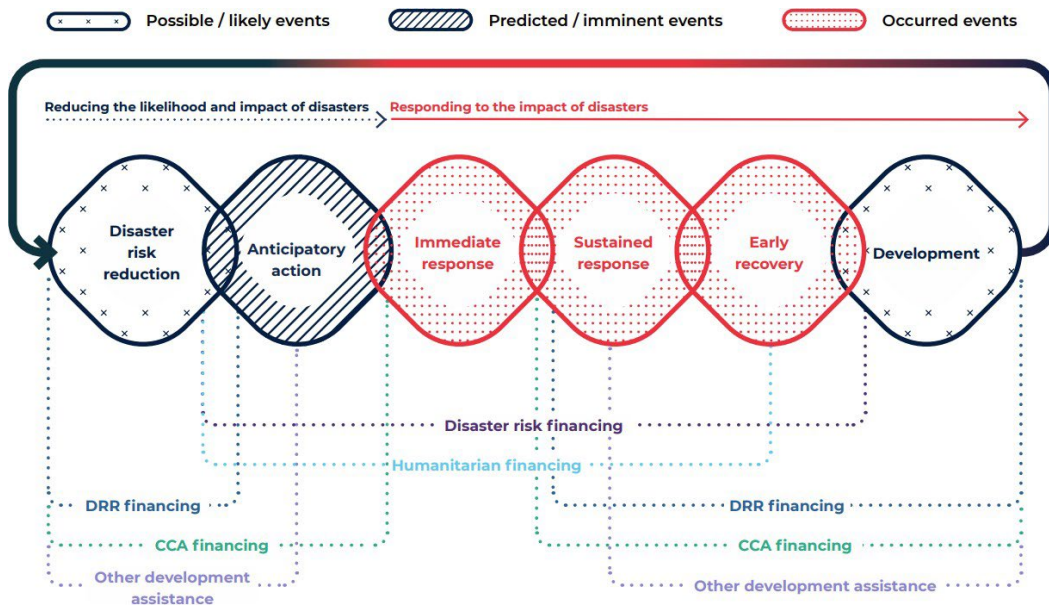 Possible / likely events
Predicted / imminent events
Occurred events
Reducing the likelihood and impact of disasters
Responding to the impact of disasters
Disaster
risk
reduction
Anticipatory
action
Immediate
response
Sustained
response
Early
recovery
Development
Disaster risk financing
Humanitarian financing
DRR financing
DRR financing
CCA financing
CCA financing
Other development
assistance
Other development assistance